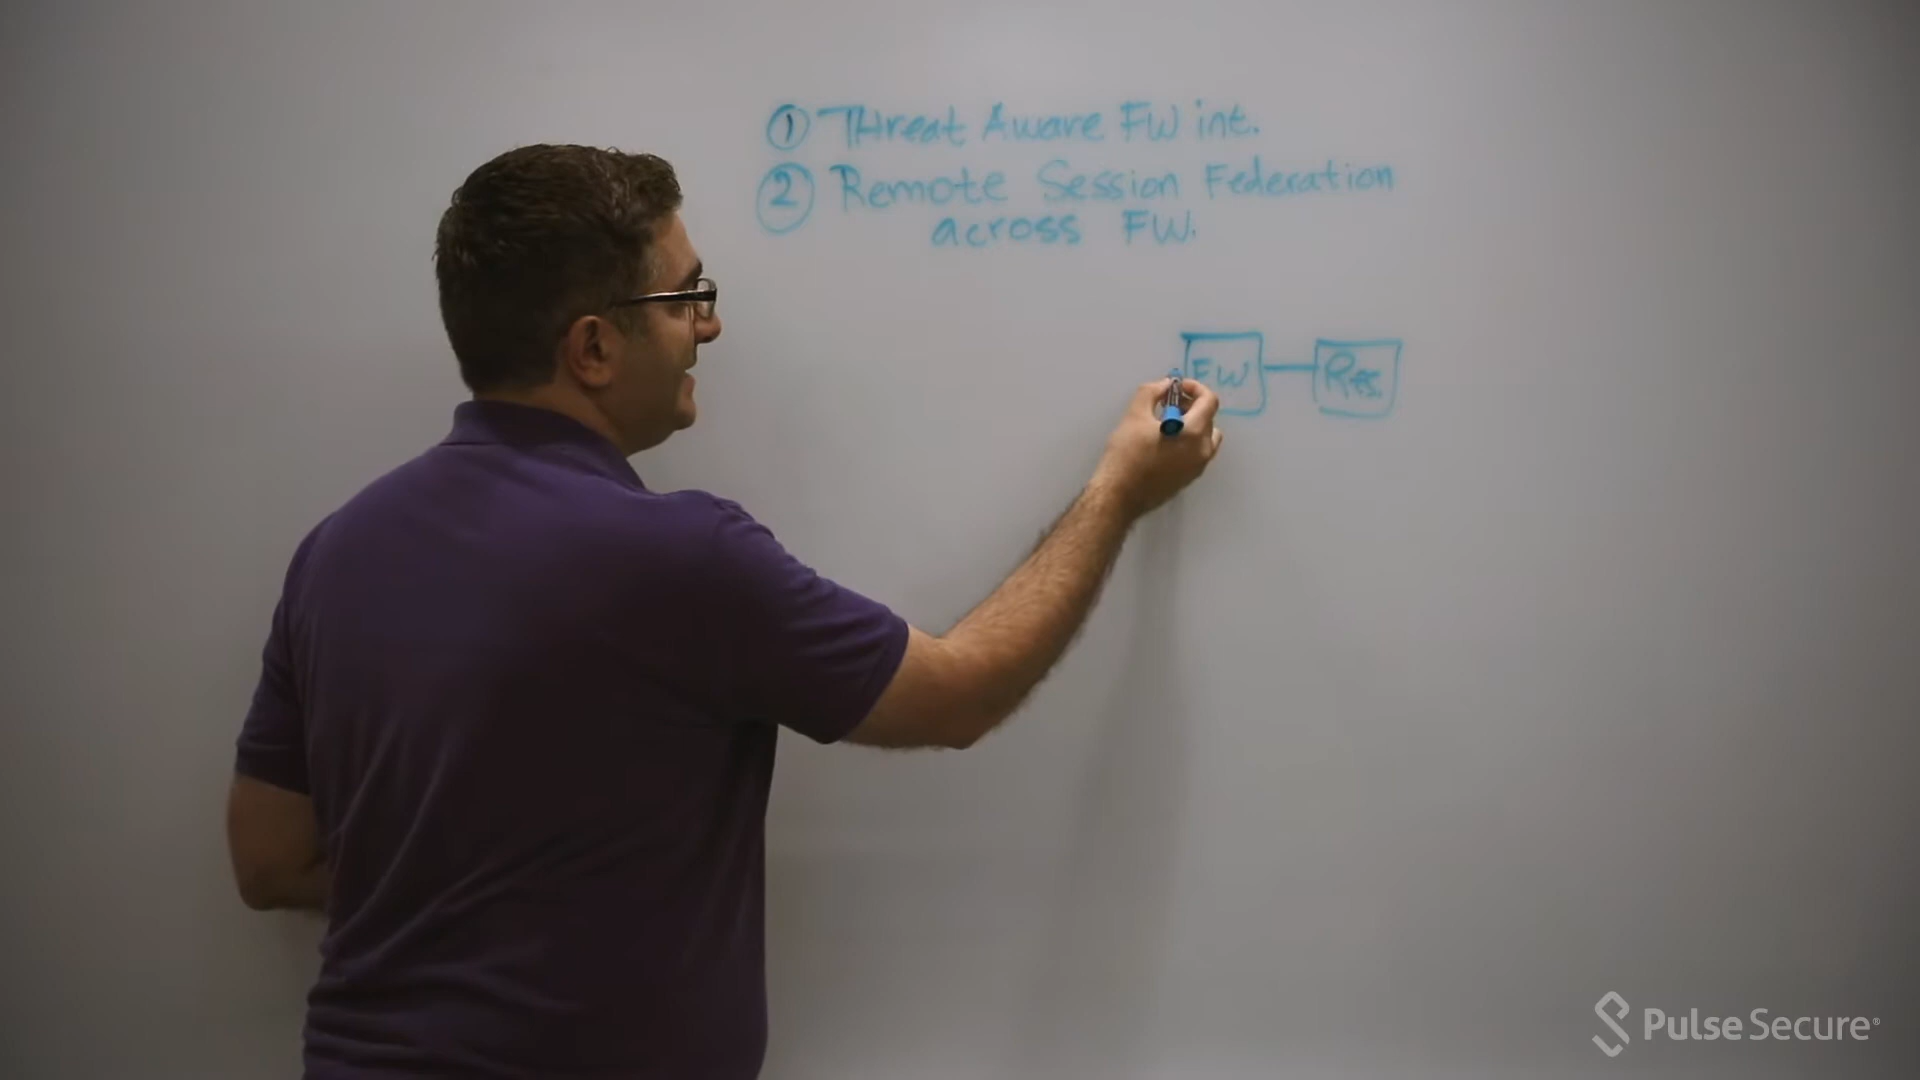 ① THreat Aware FW int.
② Remote Session Federation
across FW.
FW
Res.
Pulse Secure®